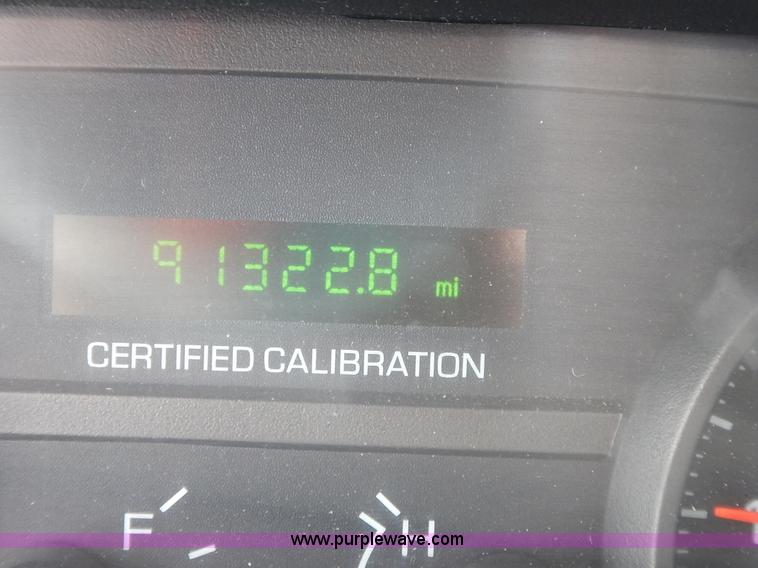 91322.8 mi
CERTIFIED CALIBRATION
F H
www.purplewave.com